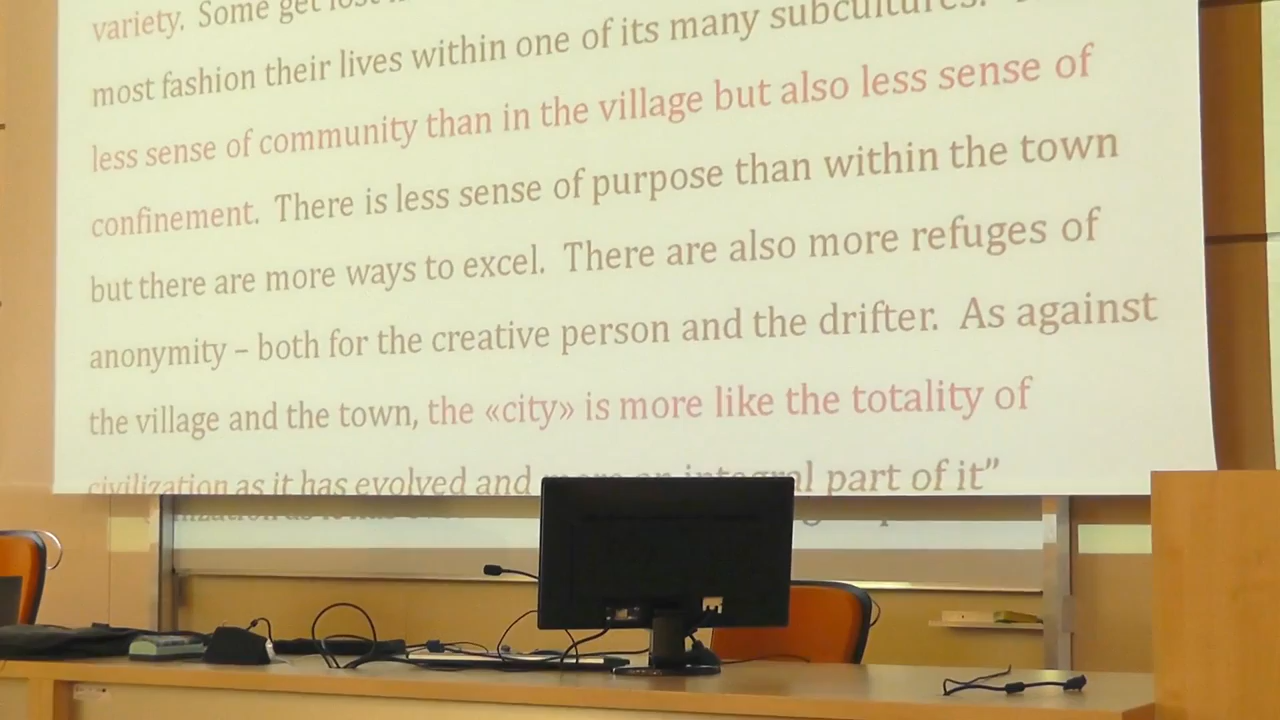 variety. Some get lost
most fashion their lives within one of its many subcultures.
less sense of community than in the village but also less sense of
confinement. There is less sense of purpose than within the town
but there are more ways to excel. There are also more refuges of
anonymity – both for the creative person and the drifter. As against
the village and the town, the «city» is more like the totality of
civilization as it has evolved and more an integral part of it”